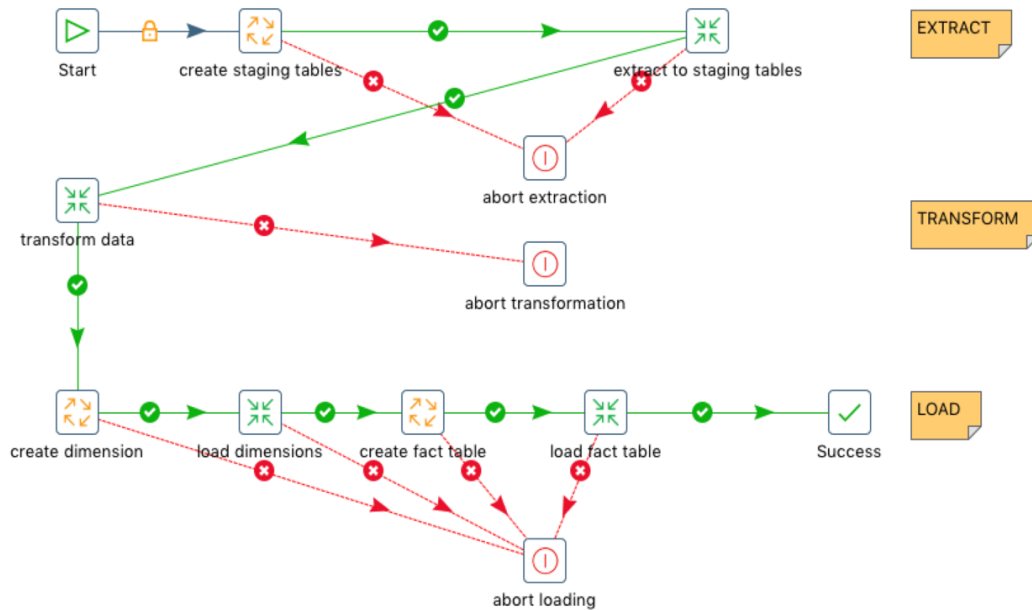 EXTRACT
Start
create staging tables
extract to staging tables
abort extraction
TRANSFORM
transform data
abort transformation
LOAD
create dimension
load dimensions
create fact table
load fact table
Success
abort loading